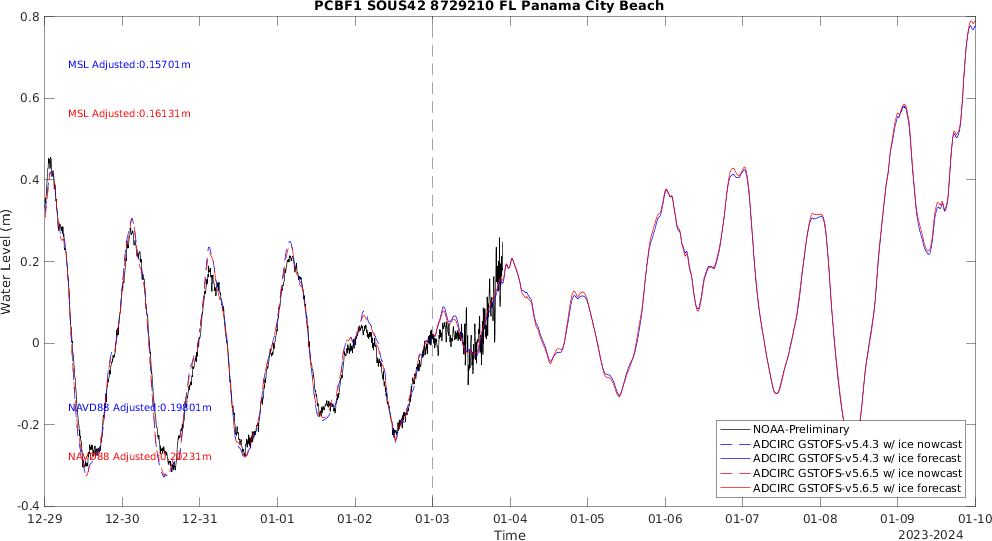 PCBF1 SOUS42 8729210 FL Panama City Beach
0.8
0.6
0.4
0.2
0
-0.2
-0.4
Water Level (m)
MSL Adjusted:0.15701m
MSL Adjusted:0.16131m
NAVD88 Adjusted:0.19801m
NAVD88 Adjusted:0.20231m
NOAA-Preliminary
ADCIRC GSTOFS-v5.4.3 w/ ice nowcast
ADCIRC GSTOFS-v5.4.3 w/ ice forecast
ADCIRC GSTOFS-v5.6.5 w/ ice nowcast
ADCIRC GSTOFS-v5.6.5 w/ ice forecast
12-29 12-30 12-31 01-01 01-02 01-03 01-04 01-05 01-06 01-07 01-08 01-09 01-10
Time
2023-2024